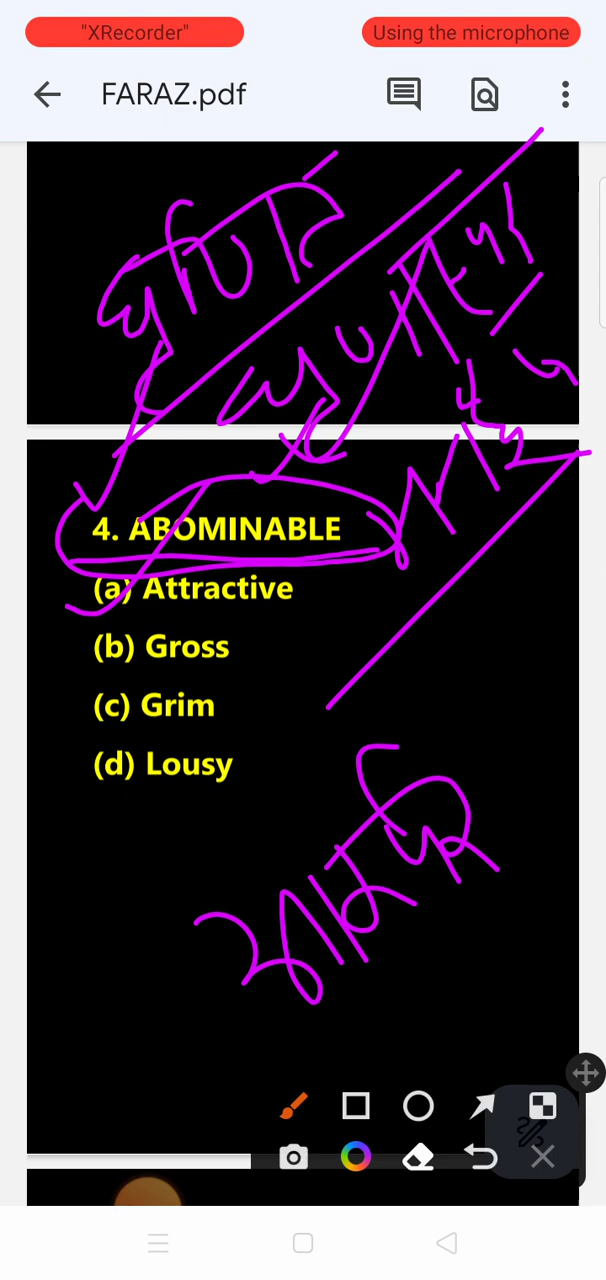 "XRecorder"
Using the microphone
FARAZ.pdf
घृणित
4. ABOMINABLE
(a) Attractive
(b) Gross
(c) Grim
(d) Lousy